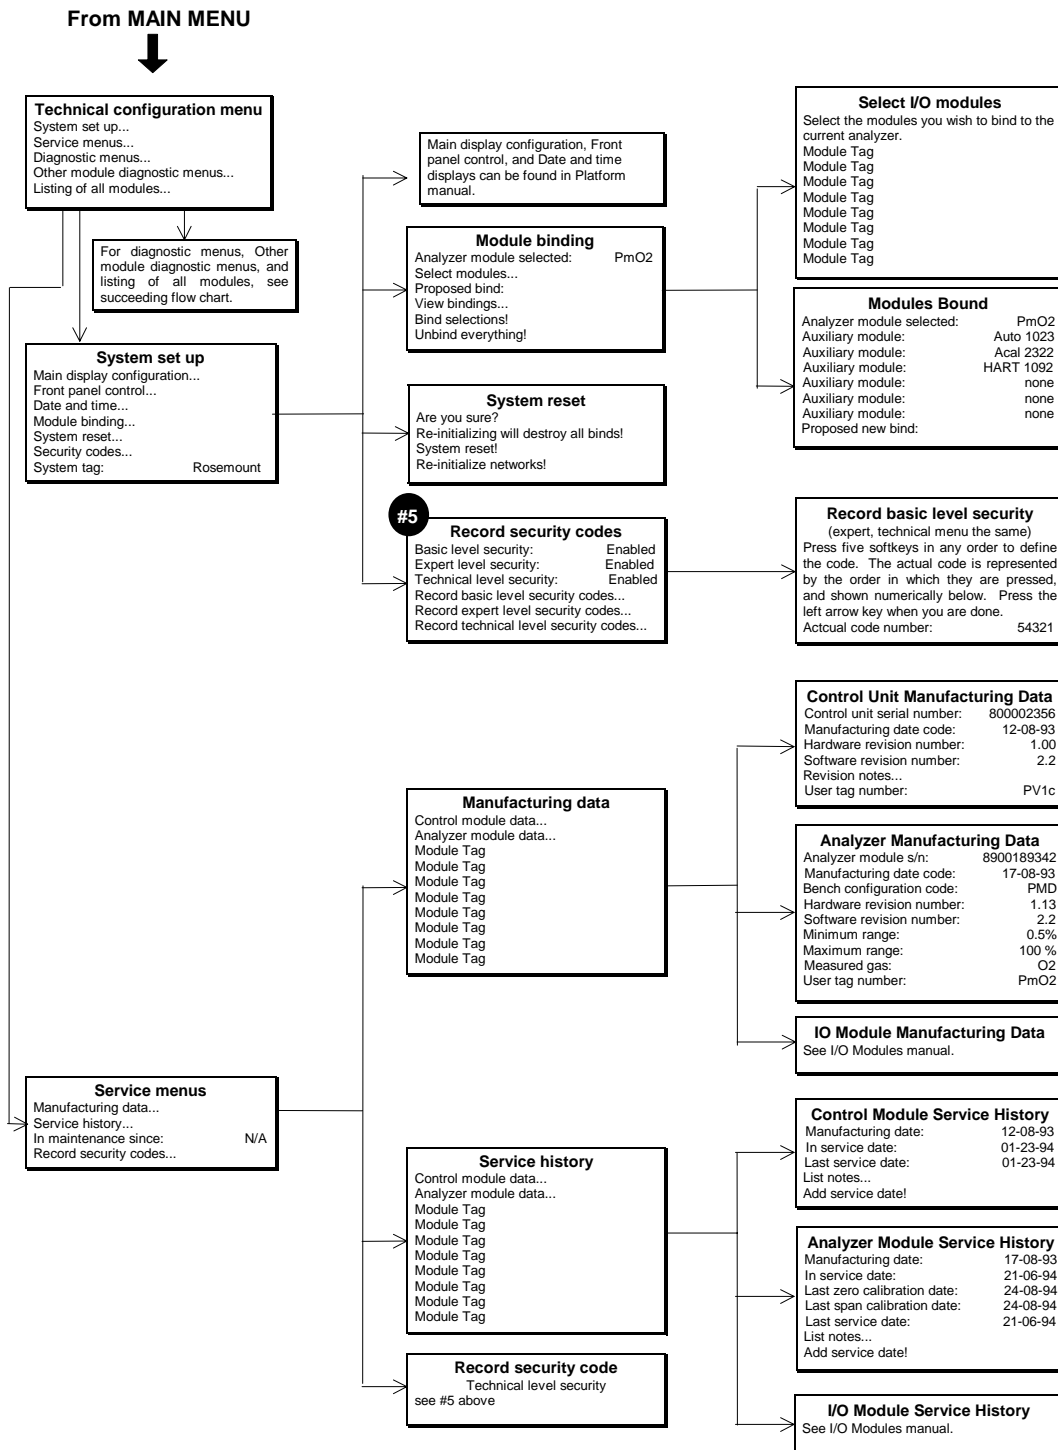 From MAIN MENU
Technical configuration menu
System set up...
Service menus...
Diagnostic menus...
Other module diagnostic menus...
Listing of all modules...
For diagnostic menus, Other
module diagnostic menus, and
listing of all modules, see
succeeding flow chart.
System set up
Main display configuration...
Front panel control...
Date and time...
Module binding...
System reset...
Security codes...
System tag: Rosemount
Main display configuration, Front
panel control, and Date and time
displays can be found in Platform
manual.
Module binding
Analyzer module selected: PmO2
Select modules...
Proposed bind:
View bindings...
Bind selections!
Unbind everything!
System reset
Are you sure?
Re-initializing will destroy all binds!
System reset!
Re-initialize networks!
#5
Record security codes
Basic level security: Enabled
Expert level security: Enabled
Technical level security: Enabled
Record basic level security codes...
Record expert level security codes...
Record technical level security codes...
Select I/O modules
Select the modules you wish to bind to the
current analyzer.
Module Tag
Module Tag
Module Tag
Module Tag
Module Tag
Module Tag
Module Tag
Module Tag
Modules Bound
Analyzer module selected: PmO2
Auxiliary module: Auto 1023
Auxiliary module: Acal 2322
Auxiliary module: HART 1092
Auxiliary module: none
Auxiliary module: none
Auxiliary module: none
Proposed new bind:
Record basic level security
(expert, technical menu the same)
Press five softkeys in any order to define
the code. The actual code is represented
by the order in which they are pressed,
and shown numerically below. Press the
left arrow key when you are done.
Actcual code number: 54321
Service menus
Manufacturing data...
Service history...
In maintenance since: N/A
Record security codes...
Manufacturing data
Control module data...
Analyzer module data...
Module Tag
Module Tag
Module Tag
Module Tag
Module Tag
Module Tag
Module Tag
Module Tag
Service history
Control module data...
Analyzer module data...
Module Tag
Module Tag
Module Tag
Module Tag
Module Tag
Module Tag
Module Tag
Module Tag
Record security code
Technical level security
see #5 above
Control Unit Manufacturing Data
Control unit serial number: 800002356
Manufacturing date code: 12-08-93
Hardware revision number: 1.00
Software revision number: 2.2
Revision notes...
User tag number: PV1c
Analyzer Manufacturing Data
Analyzer module s/n: 8900189342
Manufacturing date code: 17-08-93
Bench configuration code: PMD
Hardware revision number: 1.13
Software revision number: 2.2
Minimum range: 0.5%
Maximum range: 100 %
Measured gas: O2
User tag number: PmO2
IO Module Manufacturing Data
See I/O Modules manual.
Control Module Service History
Manufacturing date: 12-08-93
In service date: 01-23-94
Last service date: 01-23-94
List notes...
Add service date!
Analyzer Module Service History
Manufacturing date: 17-08-93
In service date: 21-06-94
Last zero calibration date: 24-08-94
Last span calibration date: 24-08-94
Last service date: 21-06-94
List notes...
Add service date!
I/O Module Service History
See I/O Modules manual.